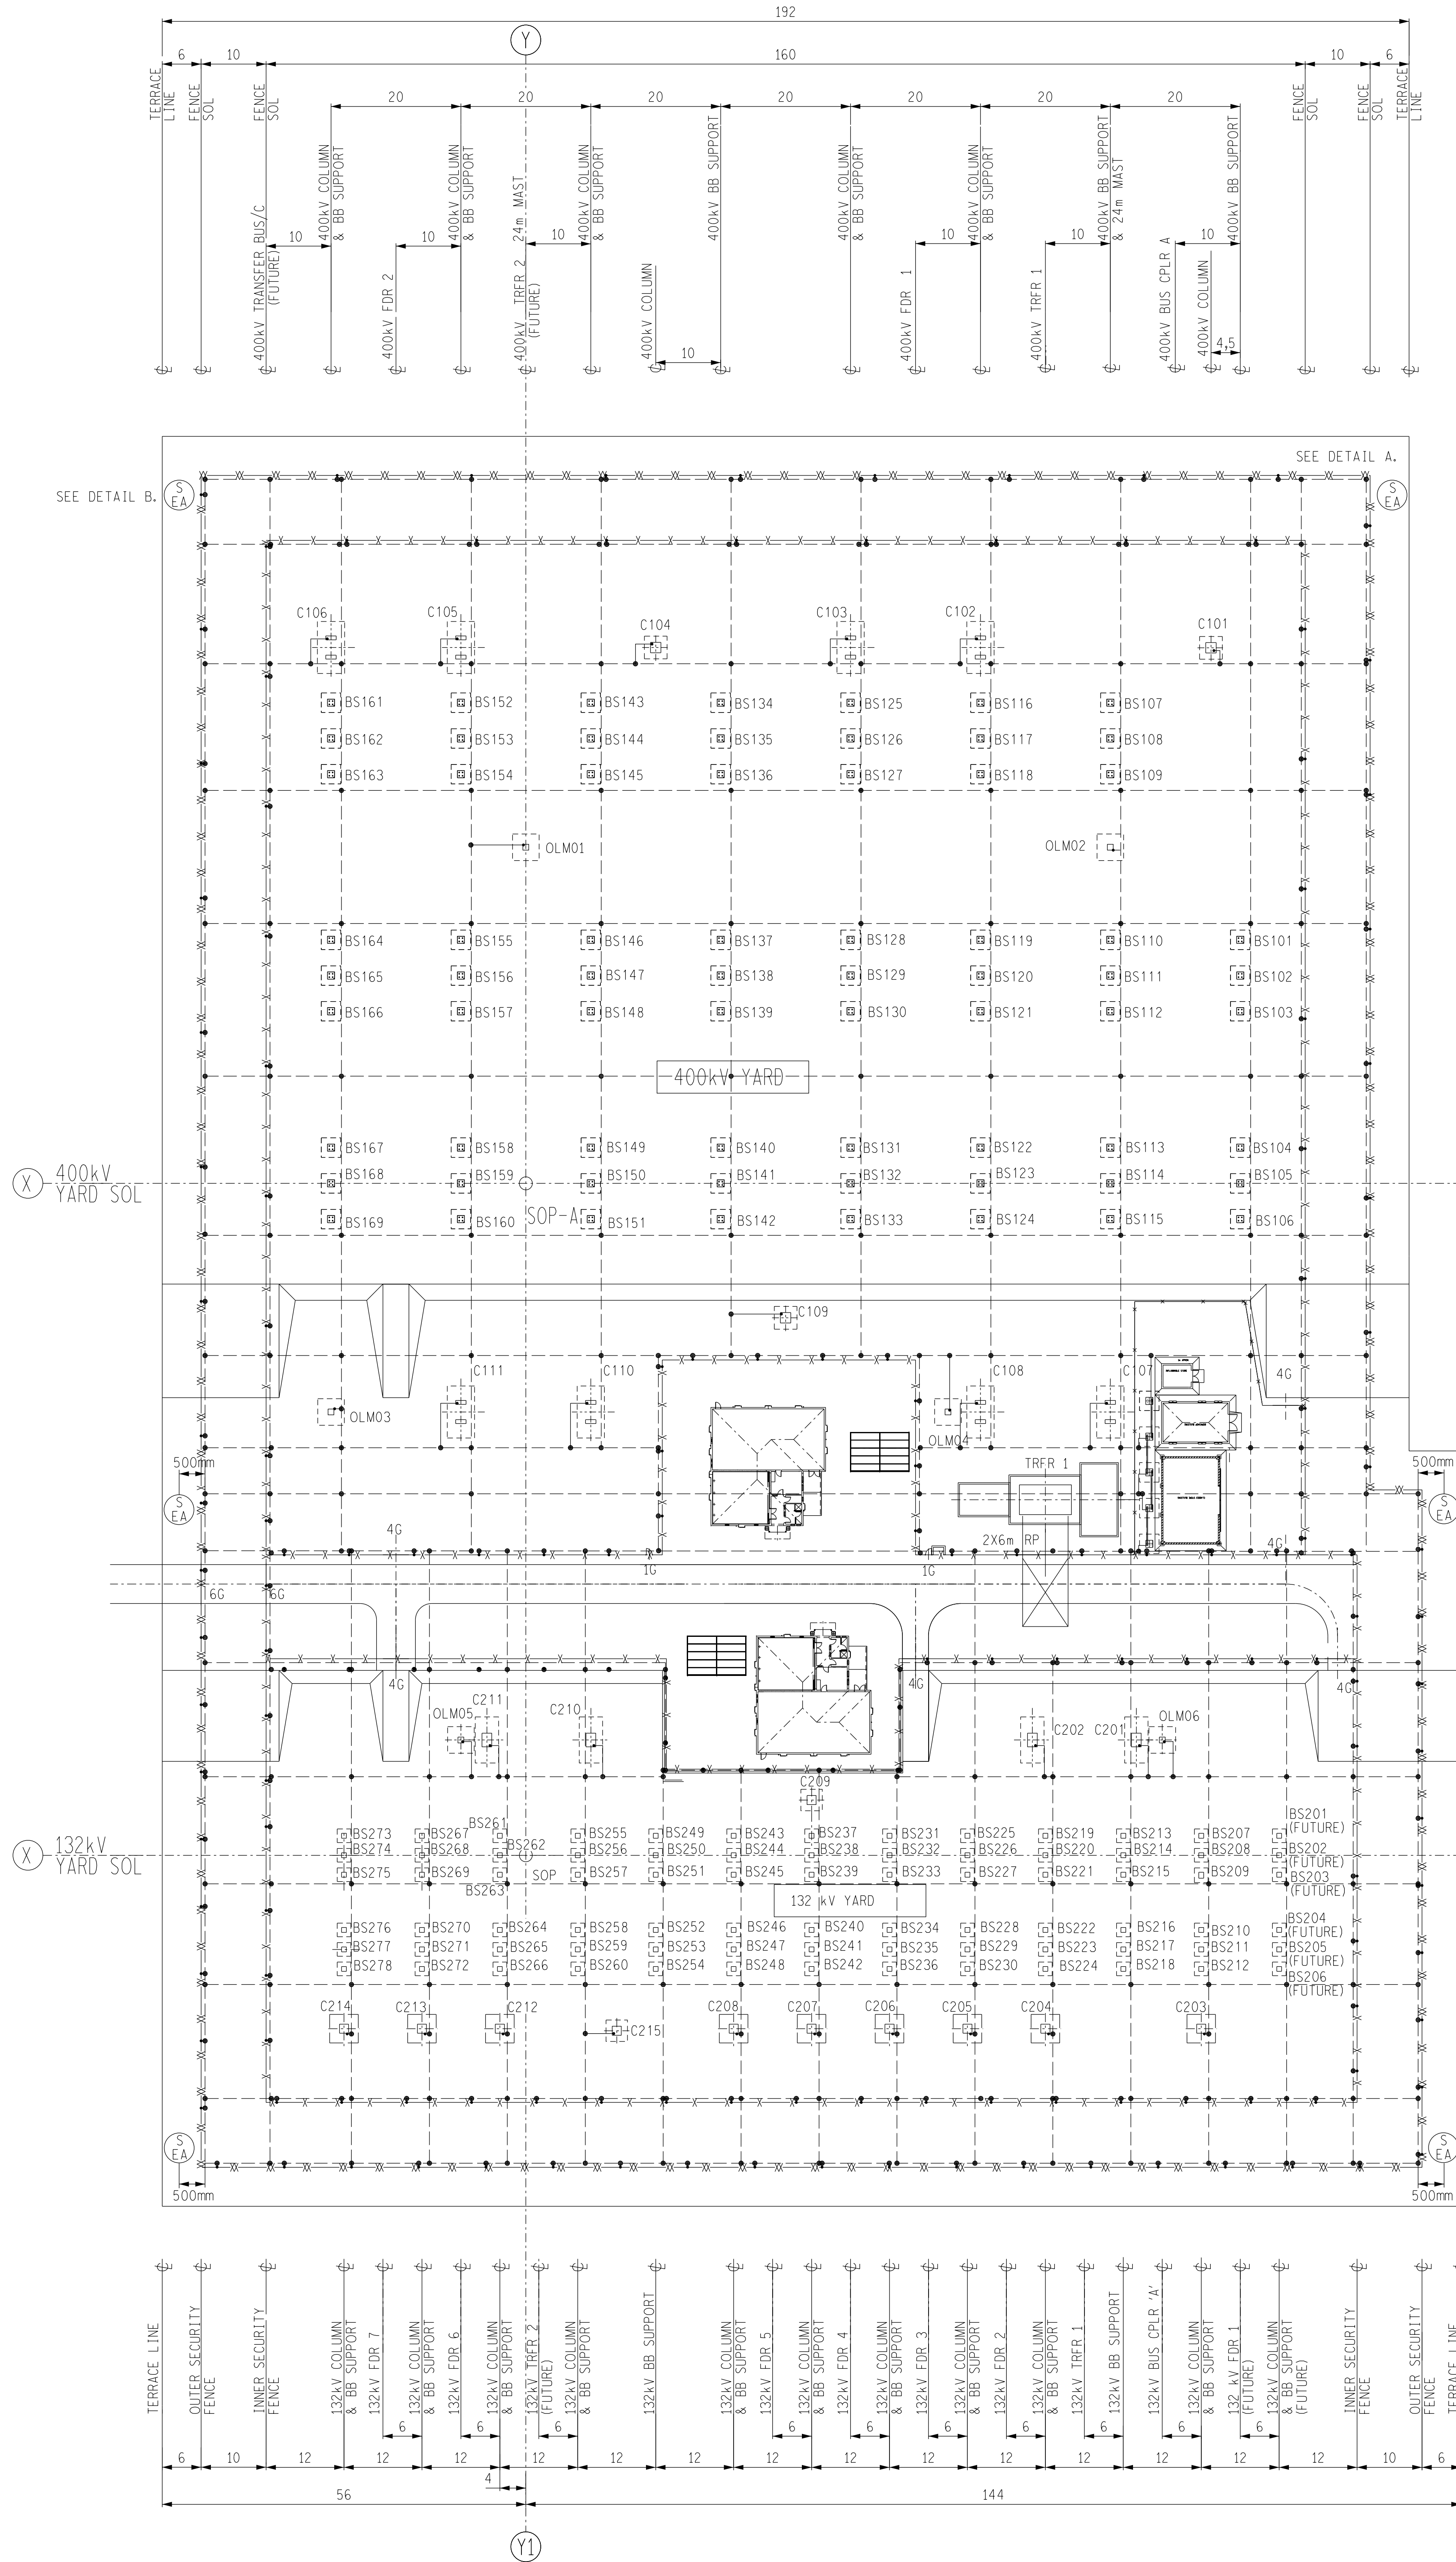 192
Y
6
10
160
10
6
TERRACE
LINE
FENCE
SOL
FENCE
SOL
20
20
20
20
20
20
20
FENCE
SOL
FENCE
SOL
TERRACE
LINE
400kV TRANSFER BUS/C
(FUTURE)
400kV COLUMN
& BB SUPPORT
400kV FDR 2
400kV COLUMN
& BB SUPPORT
400kV TRFR 2 24m MAST
(FUTURE)
400kV COLUMN
& BB SUPPORT
400kV COLUMN
400kV BB SUPPORT
400kV COLUMN
& BB SUPPORT
400kV FDR 1
400kV COLUMN
& BB SUPPORT
400kV TRFR 1
400kV BB SUPPORT
& 24m MAST
400kV BUS CPLR A
400kV COLUMN
400kV BB SUPPORT
10
10
10
10
10
10
10
4,5
SEE DETAIL A.
SEE DETAIL B.
S
EA
S
EA
C106
C105
C104
C103
C102
C101
BS161
BS152
BS143
BS134
BS125
BS116
BS107
BS162
BS153
BS144
BS135
BS126
BS117
BS108
BS163
BS154
BS145
BS136
BS127
BS118
BS109
OLM01
OLM02
BS164
BS155
BS146
BS137
BS128
BS119
BS110
BS101
BS165
BS156
BS147
BS138
BS129
BS120
BS111
BS102
BS166
BS157
BS148
BS139
BS130
BS121
BS112
BS103
400kV YARD
BS167
BS158
BS149
BS140
BS131
BS122
BS113
BS104
X
400kV
YARD SOL
BS168
BS159
BS150
BS141
BS132
BS123
BS114
BS105
SOP-A
BS169
BS160
BS151
BS142
BS133
BS124
BS115
BS106
C109
C111
C110
C108
C107
4G
OLM03
OLM04
500mm
S
EA
TRFR 1
500mm
S
EA
4G
2X6m RP
4G
1G
1G
6G
6G
4G
4G
4G
OLM05
C211
C210
C202
C201
OLM06
C209
BS273
BS267
BS261
BS255
BS249
BS243
BS237
BS231
BS225
BS219
BS213
BS207
BS201
(FUTURE)
X
132kV
YARD SOL
BS274
BS268
BS262
BS256
BS250
BS244
BS238
BS232
BS226
BS220
BS214
BS208
BS202
(FUTURE)
BS275
BS269
BS263
SOP
BS257
BS251
BS245
BS239
BS233
BS227
BS221
BS215
BS209
BS203
(FUTURE)
132 kV YARD
BS276
BS270
BS264
BS258
BS252
BS246
BS240
BS234
BS228
BS222
BS216
BS210
BS204
(FUTURE)
BS277
BS271
BS265
BS259
BS253
BS247
BS241
BS235
BS229
BS223
BS217
BS211
BS205
(FUTURE)
BS278
BS272
BS266
BS260
BS254
BS248
BS242
BS236
BS230
BS224
BS218
BS212
BS206
(FUTURE)
C214
C213
C212
C215
C208
C207
C206
C205
C204
C203
S
EA
500mm
S
EA
500mm
TERRACE LINE
OUTER SECURITY
FENCE
INNER SECURITY
FENCE
132kV COLUMN
& BB SUPPORT
132kV FDR 7
132kV COLUMN
& BB SUPPORT
132kV FDR 6
132kV COLUMN
& BB SUPPORT
132kV TRFR 2
(FUTURE)
132kV COLUMN
& BB SUPPORT
132kV BB SUPPORT
132kV COLUMN
& BB SUPPORT
132kV FDR 5
132kV COLUMN
& BB SUPPORT
132kV FDR 4
132kV COLUMN
& BB SUPPORT
132kV FDR 3
132kV COLUMN
& BB SUPPORT
132kV FDR 2
132kV COLUMN
& BB SUPPORT
132kV TRFR 1
132kV BB SUPPORT
132kV BUS CPLR 'A'
132kV COLUMN
& BB SUPPORT
132 kV FDR 1
(FUTURE)
132kV COLUMN
& BB SUPPORT
(FUTURE)
INNER SECURITY
FENCE
OUTER SECURITY
FENCE
TERRACE LINE
6
6
6
6
6
6
6
6
6
6
6
6
10
12
12
12
12
12
12
12
12
12
12
12
12
12
12
10
6
4
56
144
Y1